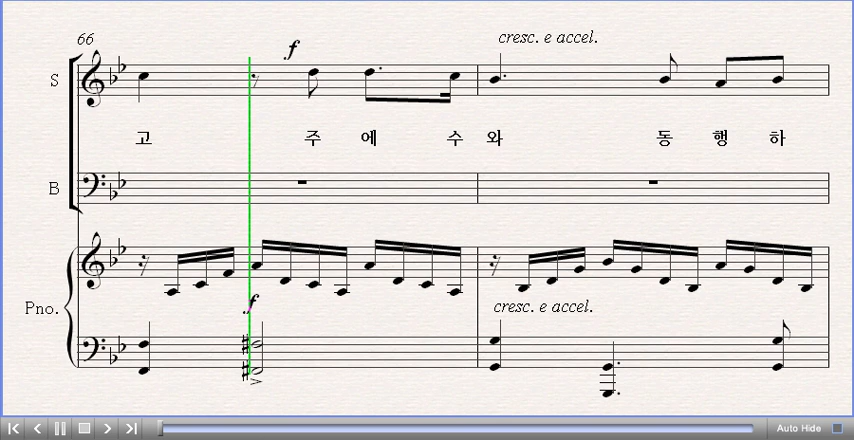 66
f
cresc. e accel.
S
고 주 에 수 와 동 행 하
B
f
cresc. e accel.
Pno.
Auto Hide